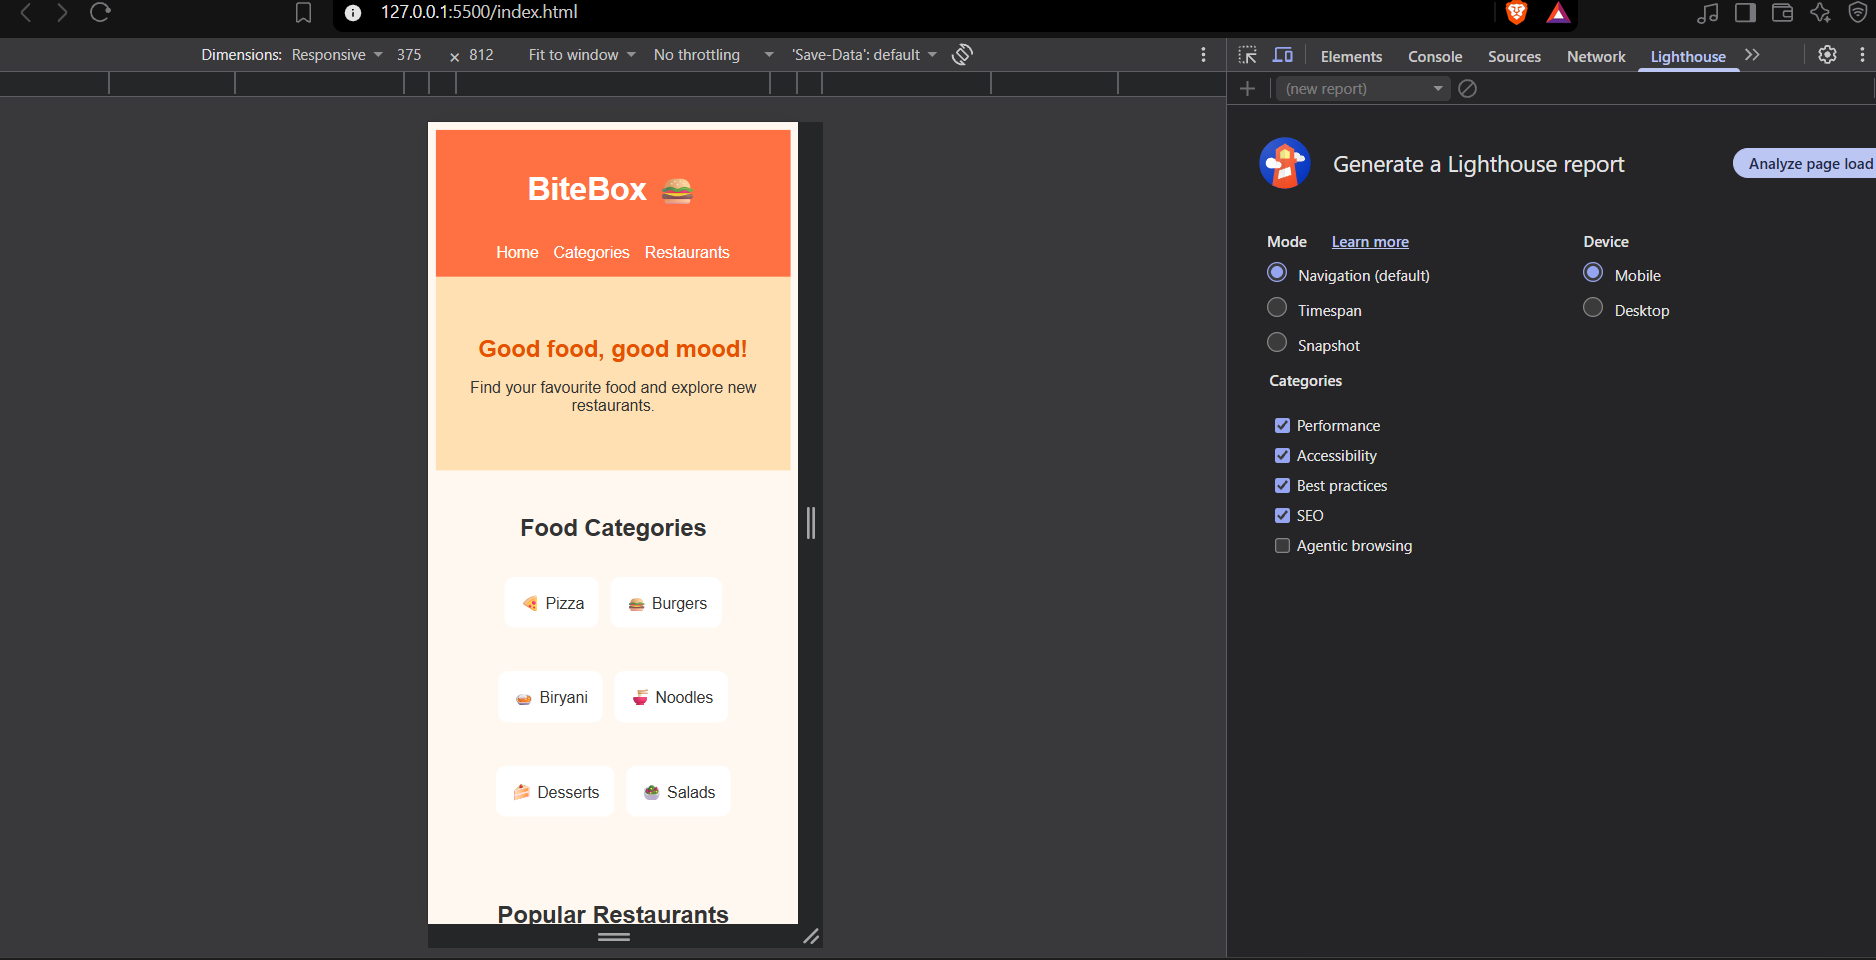 127.0.0.1:5500/index.html
Dimensions: Responsive 375 × 812 Fit to window No throttling 'Save-Data': default
Elements Console Sources Network Lighthouse
(new report)
Generate a Lighthouse report
Analyze page load
Mode Learn more
Navigation (default)
Timespan
Snapshot
Device
Mobile
Desktop
Categories
Performance
Accessibility
Best practices
SEO
Agentic browsing
BiteBox 🍔
Home Categories Restaurants
Good food, good mood!
Find your favourite food and explore new
restaurants.
Food Categories
🍕 Pizza 🍔 Burgers
🍛 Biryani 🍜 Noodles
🍰 Desserts 🥗 Salads
Popular Restaurants